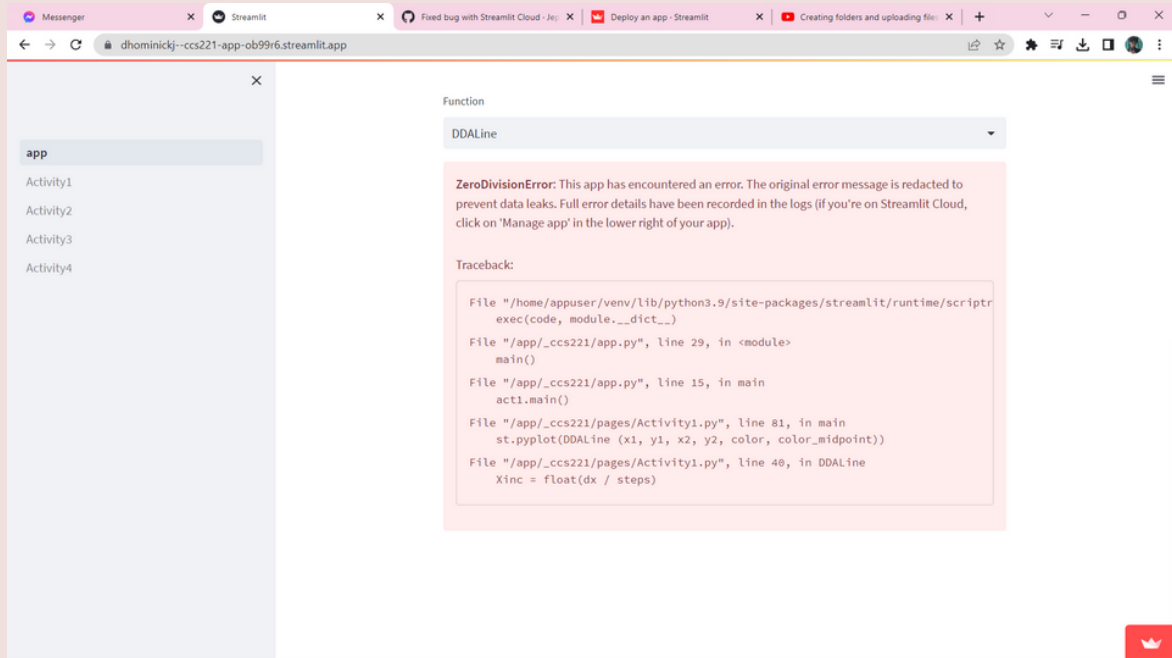 Messenger
Streamlit
Fixed bug with Streamlit Cloud · Jep
Deploy an app - Streamlit
Creating folders and uploading file
dhominickj--ccs221-app-ob99r6.streamlit.app
app
Activity1
Activity2
Activity3
Activity4
Function
DDALine
ZeroDivisionError: This app has encountered an error. The original error message is redacted to
prevent data leaks. Full error details have been recorded in the logs (if you're on Streamlit Cloud,
click on 'Manage app' in the lower right of your app).
Traceback:
File "/home/appuser/venv/lib/python3.9/site-packages/streamlit/runtime/scriptr
exec(code, module.__dict__)
File "/app/_ccs221/app.py", line 29, in <module>
main()
File "/app/_ccs221/app.py", line 15, in main
act1.main()
File "/app/_ccs221/pages/Activity1.py", line 81, in main
st.pyplot(DDALine (x1, y1, x2, y2, color, color_midpoint))
File "/app/_ccs221/pages/Activity1.py", line 40, in DDALine
Xinc = float(dx / steps)